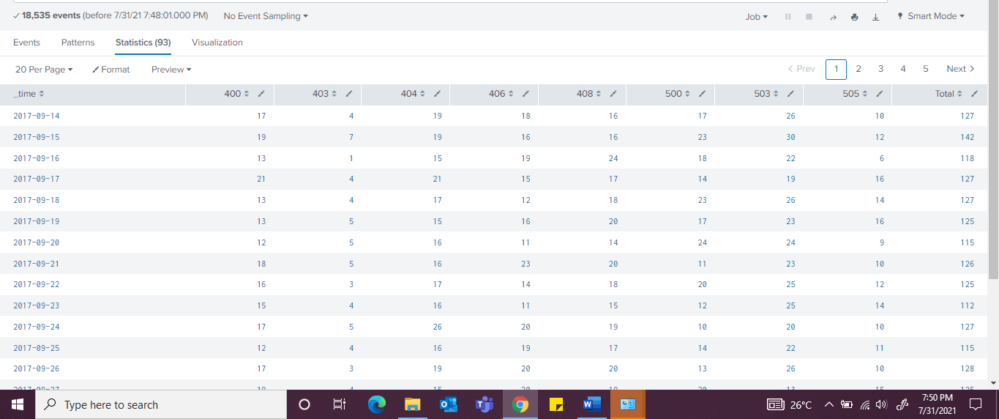 18,535 events (before 7/31/21 7:48:01.000 PM) No Event Sampling Job Smart Mode
Events Patterns Statistics (93) Visualization
20 Per Page Format Preview < Prev 1 2 3 4 5 Next >
_time 400 403 404 406 408 500 503 505 Total
2017-09-14 17 4 19 18 16 17 26 10 127
2017-09-15 19 7 19 16 16 23 30 12 142
2017-09-16 13 1 15 19 24 18 22 6 118
2017-09-17 21 4 21 15 17 14 19 16 127
2017-09-18 13 4 17 12 18 23 26 14 127
2017-09-19 13 5 15 16 20 17 23 16 125
2017-09-20 12 5 16 11 14 24 24 9 115
2017-09-21 18 5 16 23 20 11 23 10 126
2017-09-22 16 3 17 14 18 20 25 12 125
2017-09-23 15 4 16 11 15 12 25 14 112
2017-09-24 17 5 26 20 19 10 20 10 127
2017-09-25 12 4 16 19 17 14 22 11 115
2017-09-26 17 3 19 20 20 13 26 10 128
2017-09-27
Type here to search 26°C 7:50 PM
7/31/2021